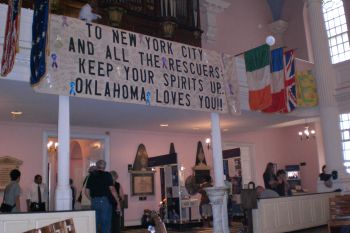 TO NEW YORK CITY
AND ALL THE RESCUERS:
KEEP YOUR SPIRITS UP...
OKLAHOMA LOVES YOU!!